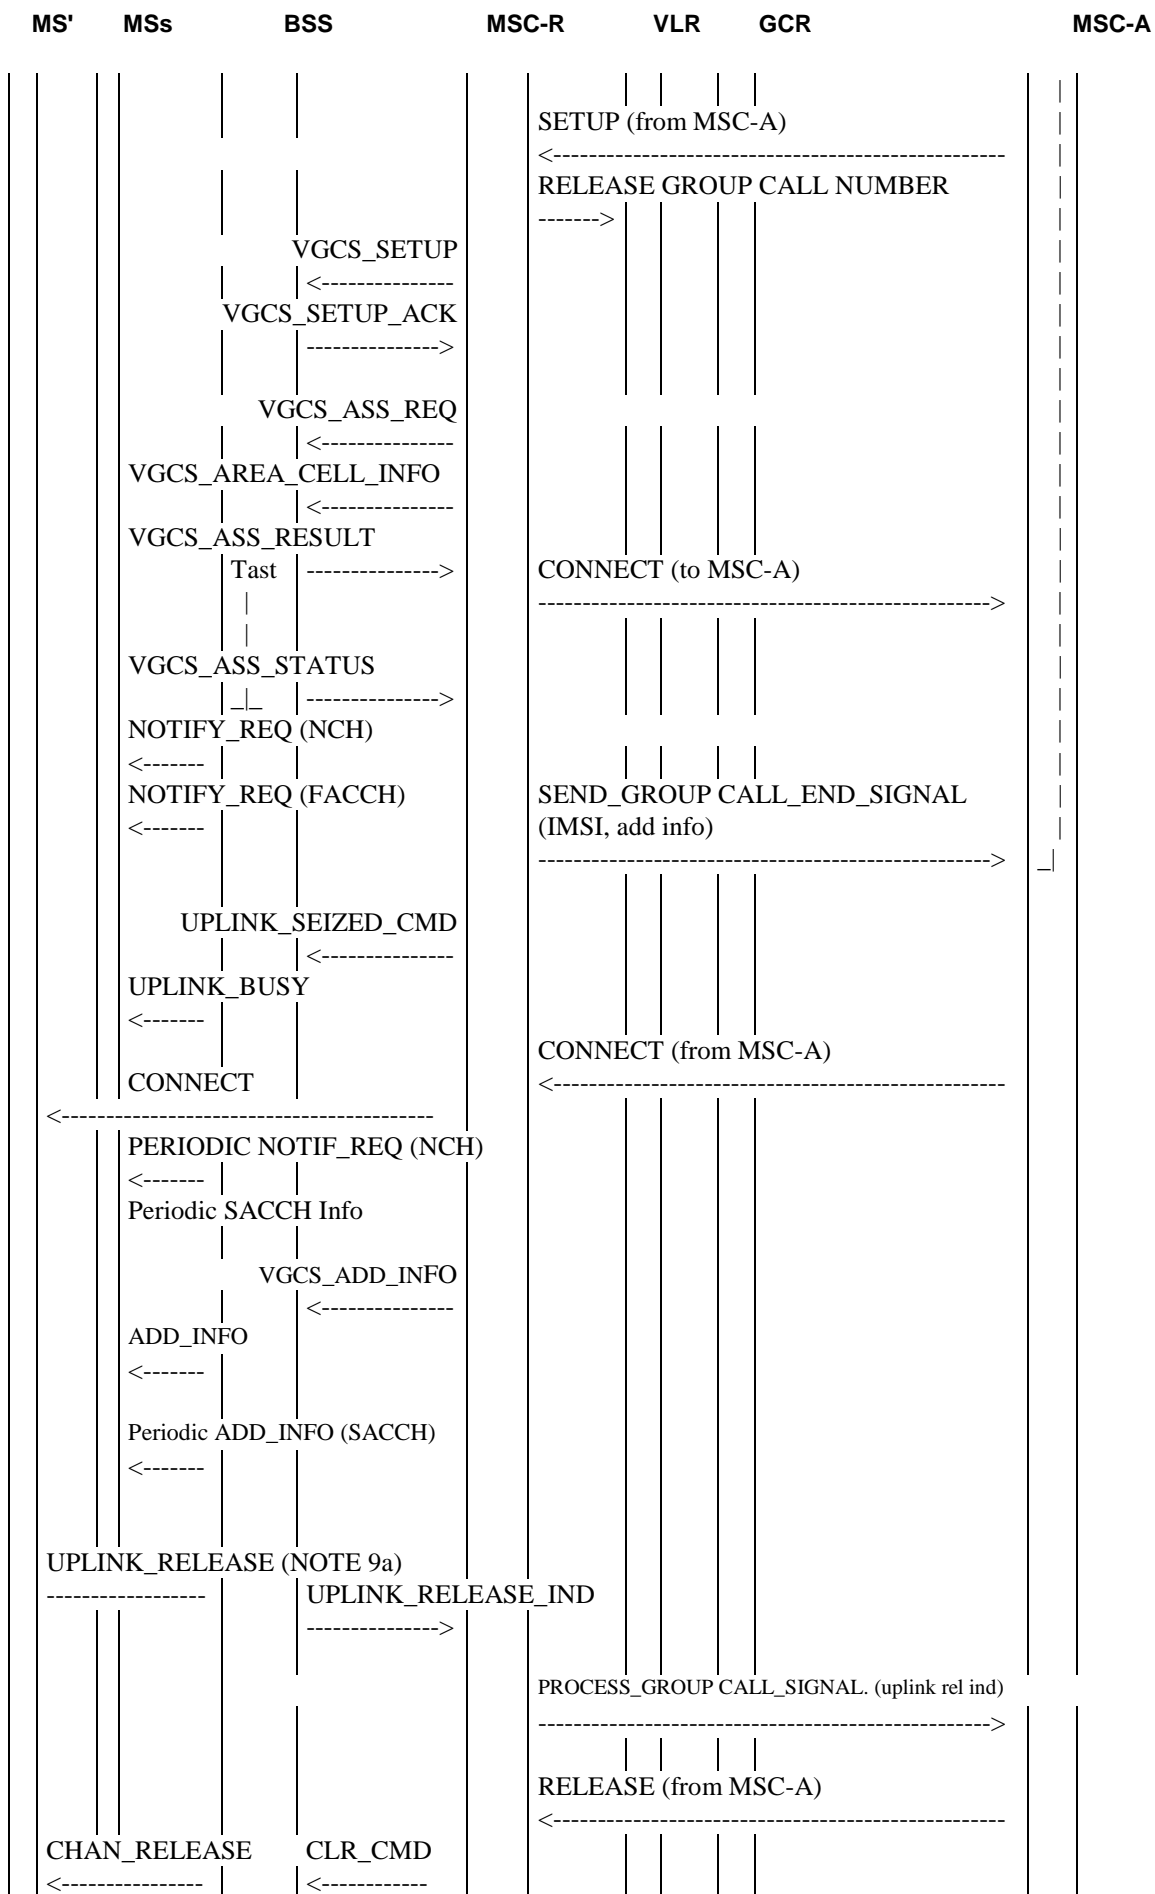 MS' MSs BSS MSC-R VLR GCR MSC-A
SETUP (from MSC-A)
<---------------------------------------------------
RELEASE GROUP CALL NUMBER
------->
VGCS_SETUP
<---------------
VGCS_SETUP_ACK
--------------->
VGCS_ASS_REQ
<---------------
VGCS_AREA_CELL_INFO
<---------------
VGCS_ASS_RESULT
Tast ---------------> CONNECT (to MSC-A)
--------------------------------------------------->
VGCS_ASS_STATUS
_|_ --------------->
NOTIFY_REQ (NCH)
<-------
NOTIFY_REQ (FACCH) SEND_GROUP CALL_END_SIGNAL
<------- (IMSI, add info)
---------------------------------------------------> _|
UPLINK_SEIZED_CMD
<---------------
UPLINK_BUSY
<-------
CONNECT (from MSC-A)
CONNECT <---------------------------------------------------
<------------------------------------------
PERIODIC NOTIF_REQ (NCH)
<-------
Periodic SACCH Info
VGCS_ADD_INFO
<---------------
ADD_INFO
<-------
Periodic ADD_INFO (SACCH)
<-------
UPLINK_RELEASE (NOTE 9a)
------------------ UPLINK_RELEASE_IND
--------------->
PROCESS_GROUP CALL_SIGNAL. (uplink rel ind)
--------------------------------------------------->
RELEASE (from MSC-A)
<---------------------------------------------------
CHAN_RELEASE CLR_CMD
<---------------- <------------